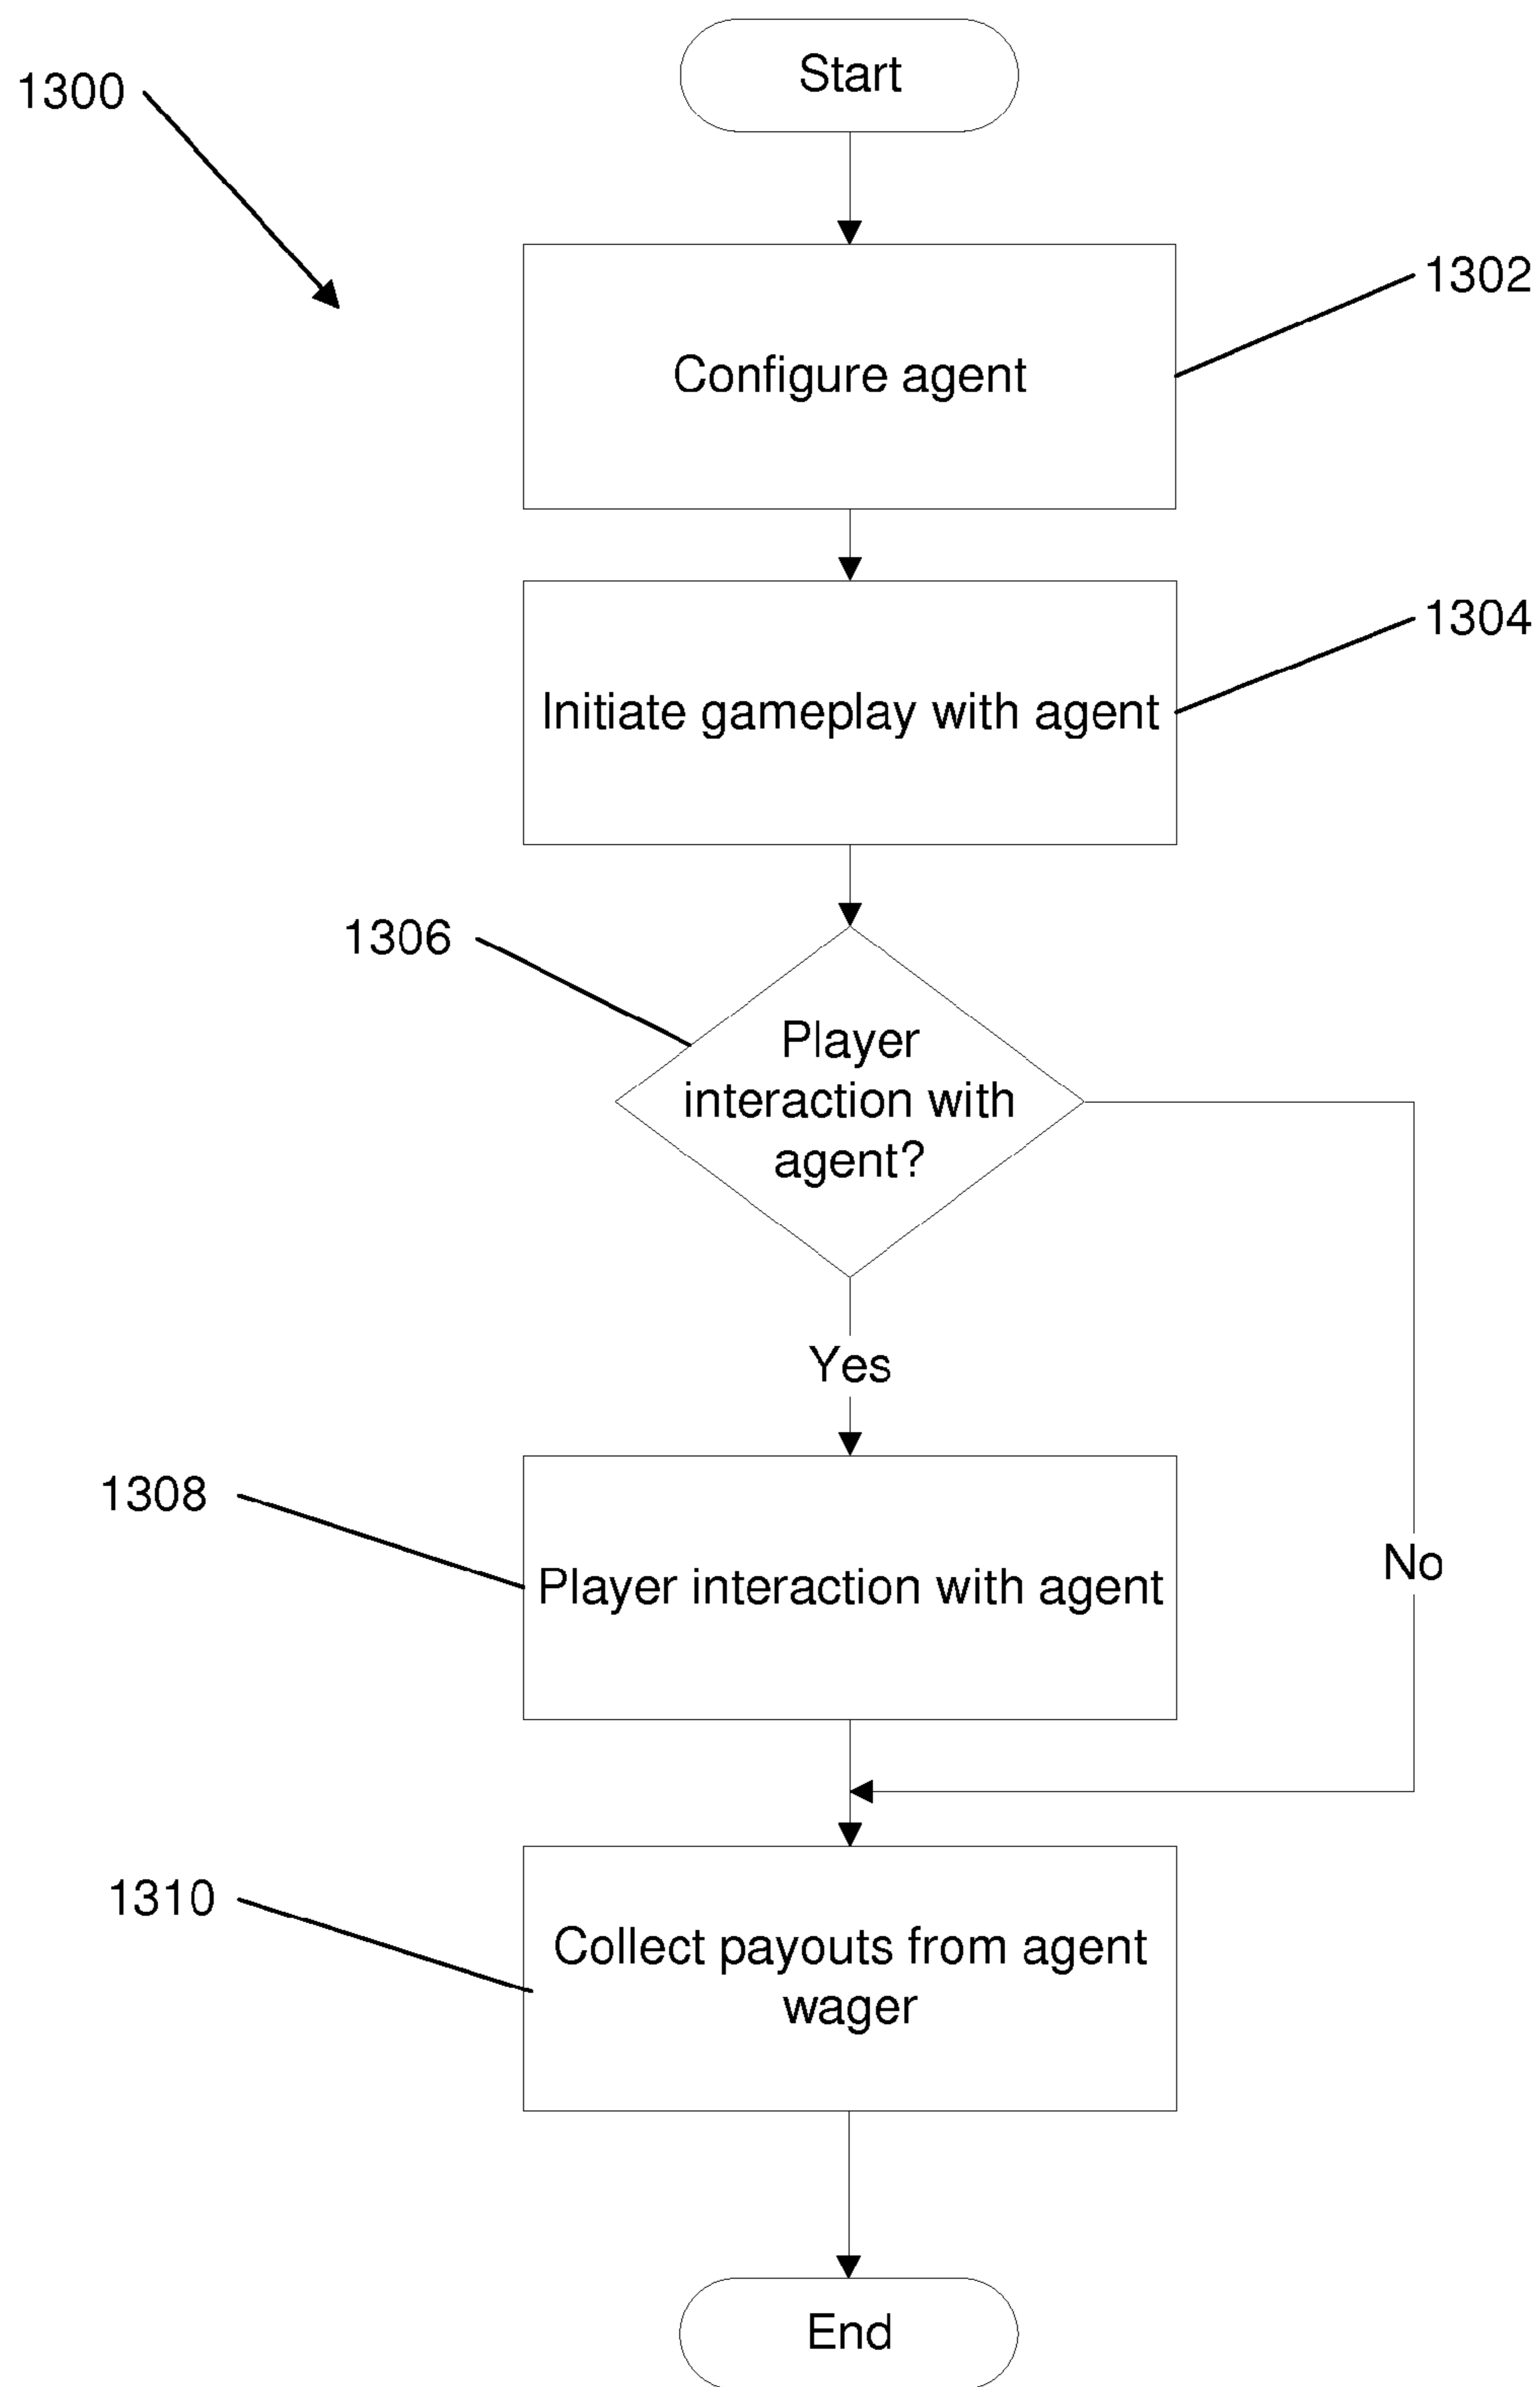 Start
1300
1302
Configure agent
1304
Initiate gameplay with agent
1306
Player
interaction with
agent?
Yes
1308
No
Player interaction with agent
1310
Collect payouts from agent
wager
End